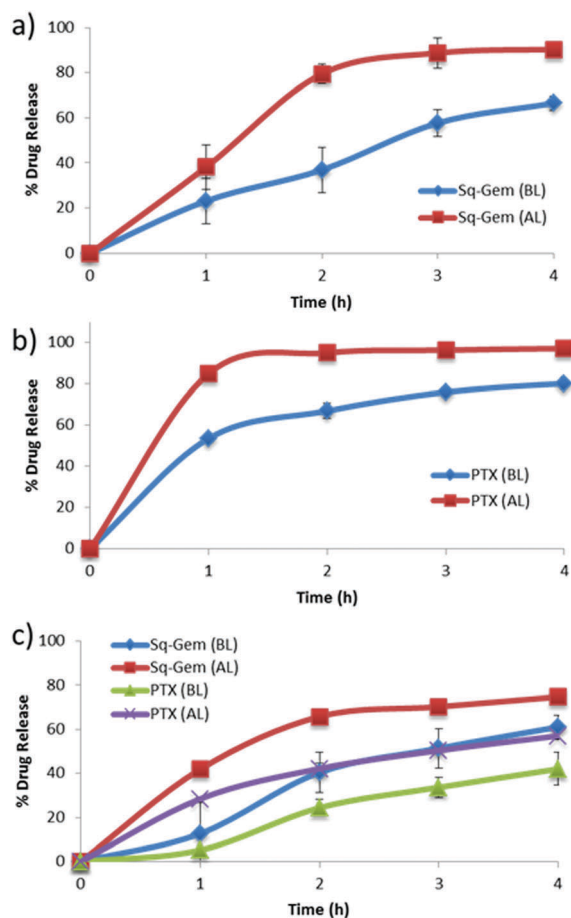 a)
100
80
60
40
20
0
% Drug Release
Sq-Gem (BL)
Sq-Gem (AL)
0 1 2 3 4
Time (h)
b)
100
80
60
40
20
0
% Drug Release
PTX (BL)
PTX (AL)
0 1 2 3 4
Time (h)
c)
100
80
60
40
20
0
% Drug Release
Sq-Gem (BL)
Sq-Gem (AL)
PTX (BL)
PTX (AL)
0 1 2 3 4
Time (h)